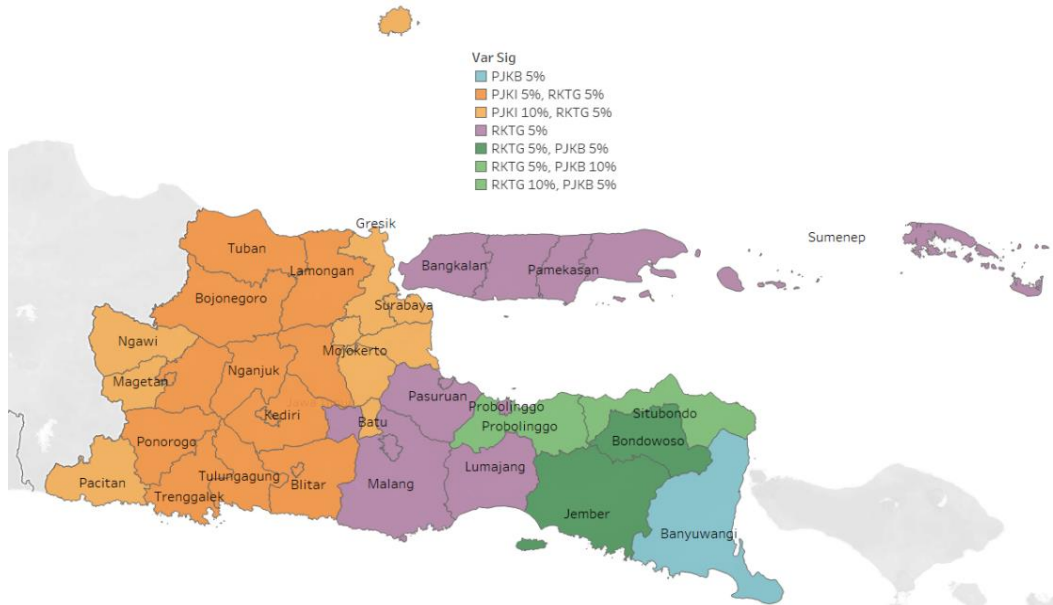 Var Sig
PJKB 5%
PJKI 5%, RKTG 5%
PJKI 10%, RKTG 5%
RKTG 5%
RKTG 5%, PJKB 5%
RKTG 5%, PJKB 10%
RKTG 10%, PJKB 5%
Gresik
Sumenep
Tuban
Lamongan
Bangkalan
Pamekasan
Bojonegoro
Surabaya
Ngawi
Mojokerto
Magetan
Nganjuk
Pasuruan
Probolinggo
Kediri
Batu
Probolinggo
Situbondo
Ponorogo
Bondowoso
Tulungagung
Lumajang
Pacitan
Trenggalek
Blitar
Malang
Jember
Banyuwangi